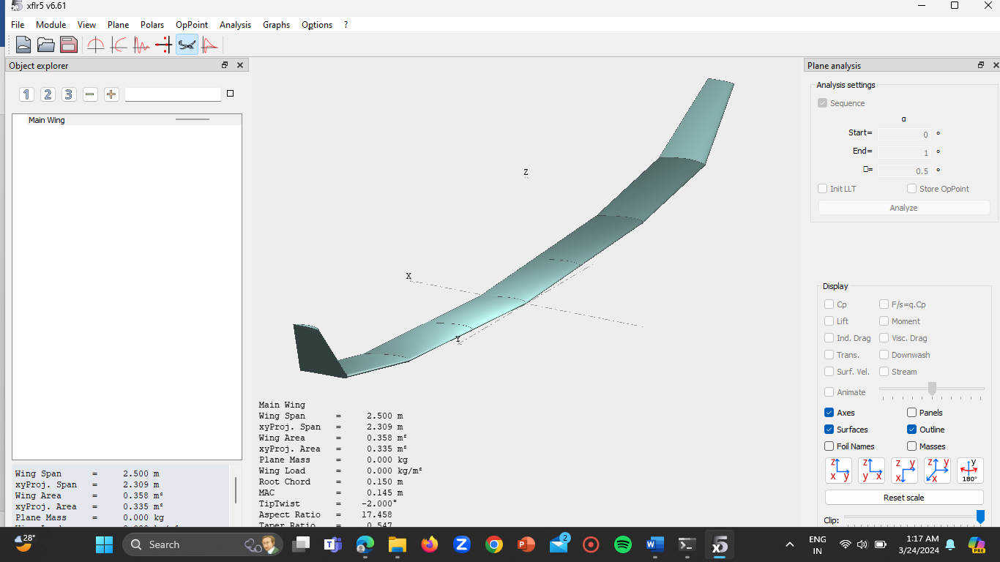 xflr5 v6.61
File Module View Plane Polars OpPoint Analysis Graphs Options ?
Object explorer
Plane analysis
1 2 3 − +
Main Wing
Analysis settings
Sequence
α
Start= 0 °
End= 1 °
□= 0.5 °
Init LLT Store OpPoint
Analyze
Z
X
Y
Display
Cp F/s=q.Cp
Lift Moment
Ind. Drag Visc. Drag
Trans. Downwash
Surf. Vel. Stream
Animate
Axes Panels
Surfaces Outline
Foil Names Masses
z x y
z y x
z y x
z y x
y 180°
Reset scale
Clip:
Main Wing
Wing Span = 2.500 m
xyProj. Span = 2.309 m
Wing Area = 0.358 m²
xyProj. Area = 0.335 m²
Plane Mass = 0.000 kg
Wing Load = 0.000 kg/m²
Root Chord = 0.150 m
MAC = 0.145 m
TipTwist = -2.000°
Aspect Ratio = 17.458
Taper Ratio = 0.547
Wing Span = 2.500 m
xyProj. Span = 2.309 m
Wing Area = 0.358 m²
xyProj. Area = 0.335 m²
Plane Mass = 0.000 kg
28°
Search
2
x5
ENG
IN
1:17 AM
3/24/2024
PRE